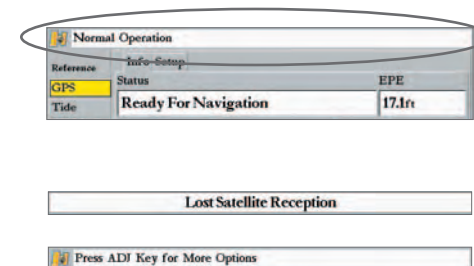 Normal Operation
Reference
Info Setup
GPS
Status
EPE
Tide
Ready For Navigation
17.1ft
Lost Satellite Reception
Press ADJ Key for More Options